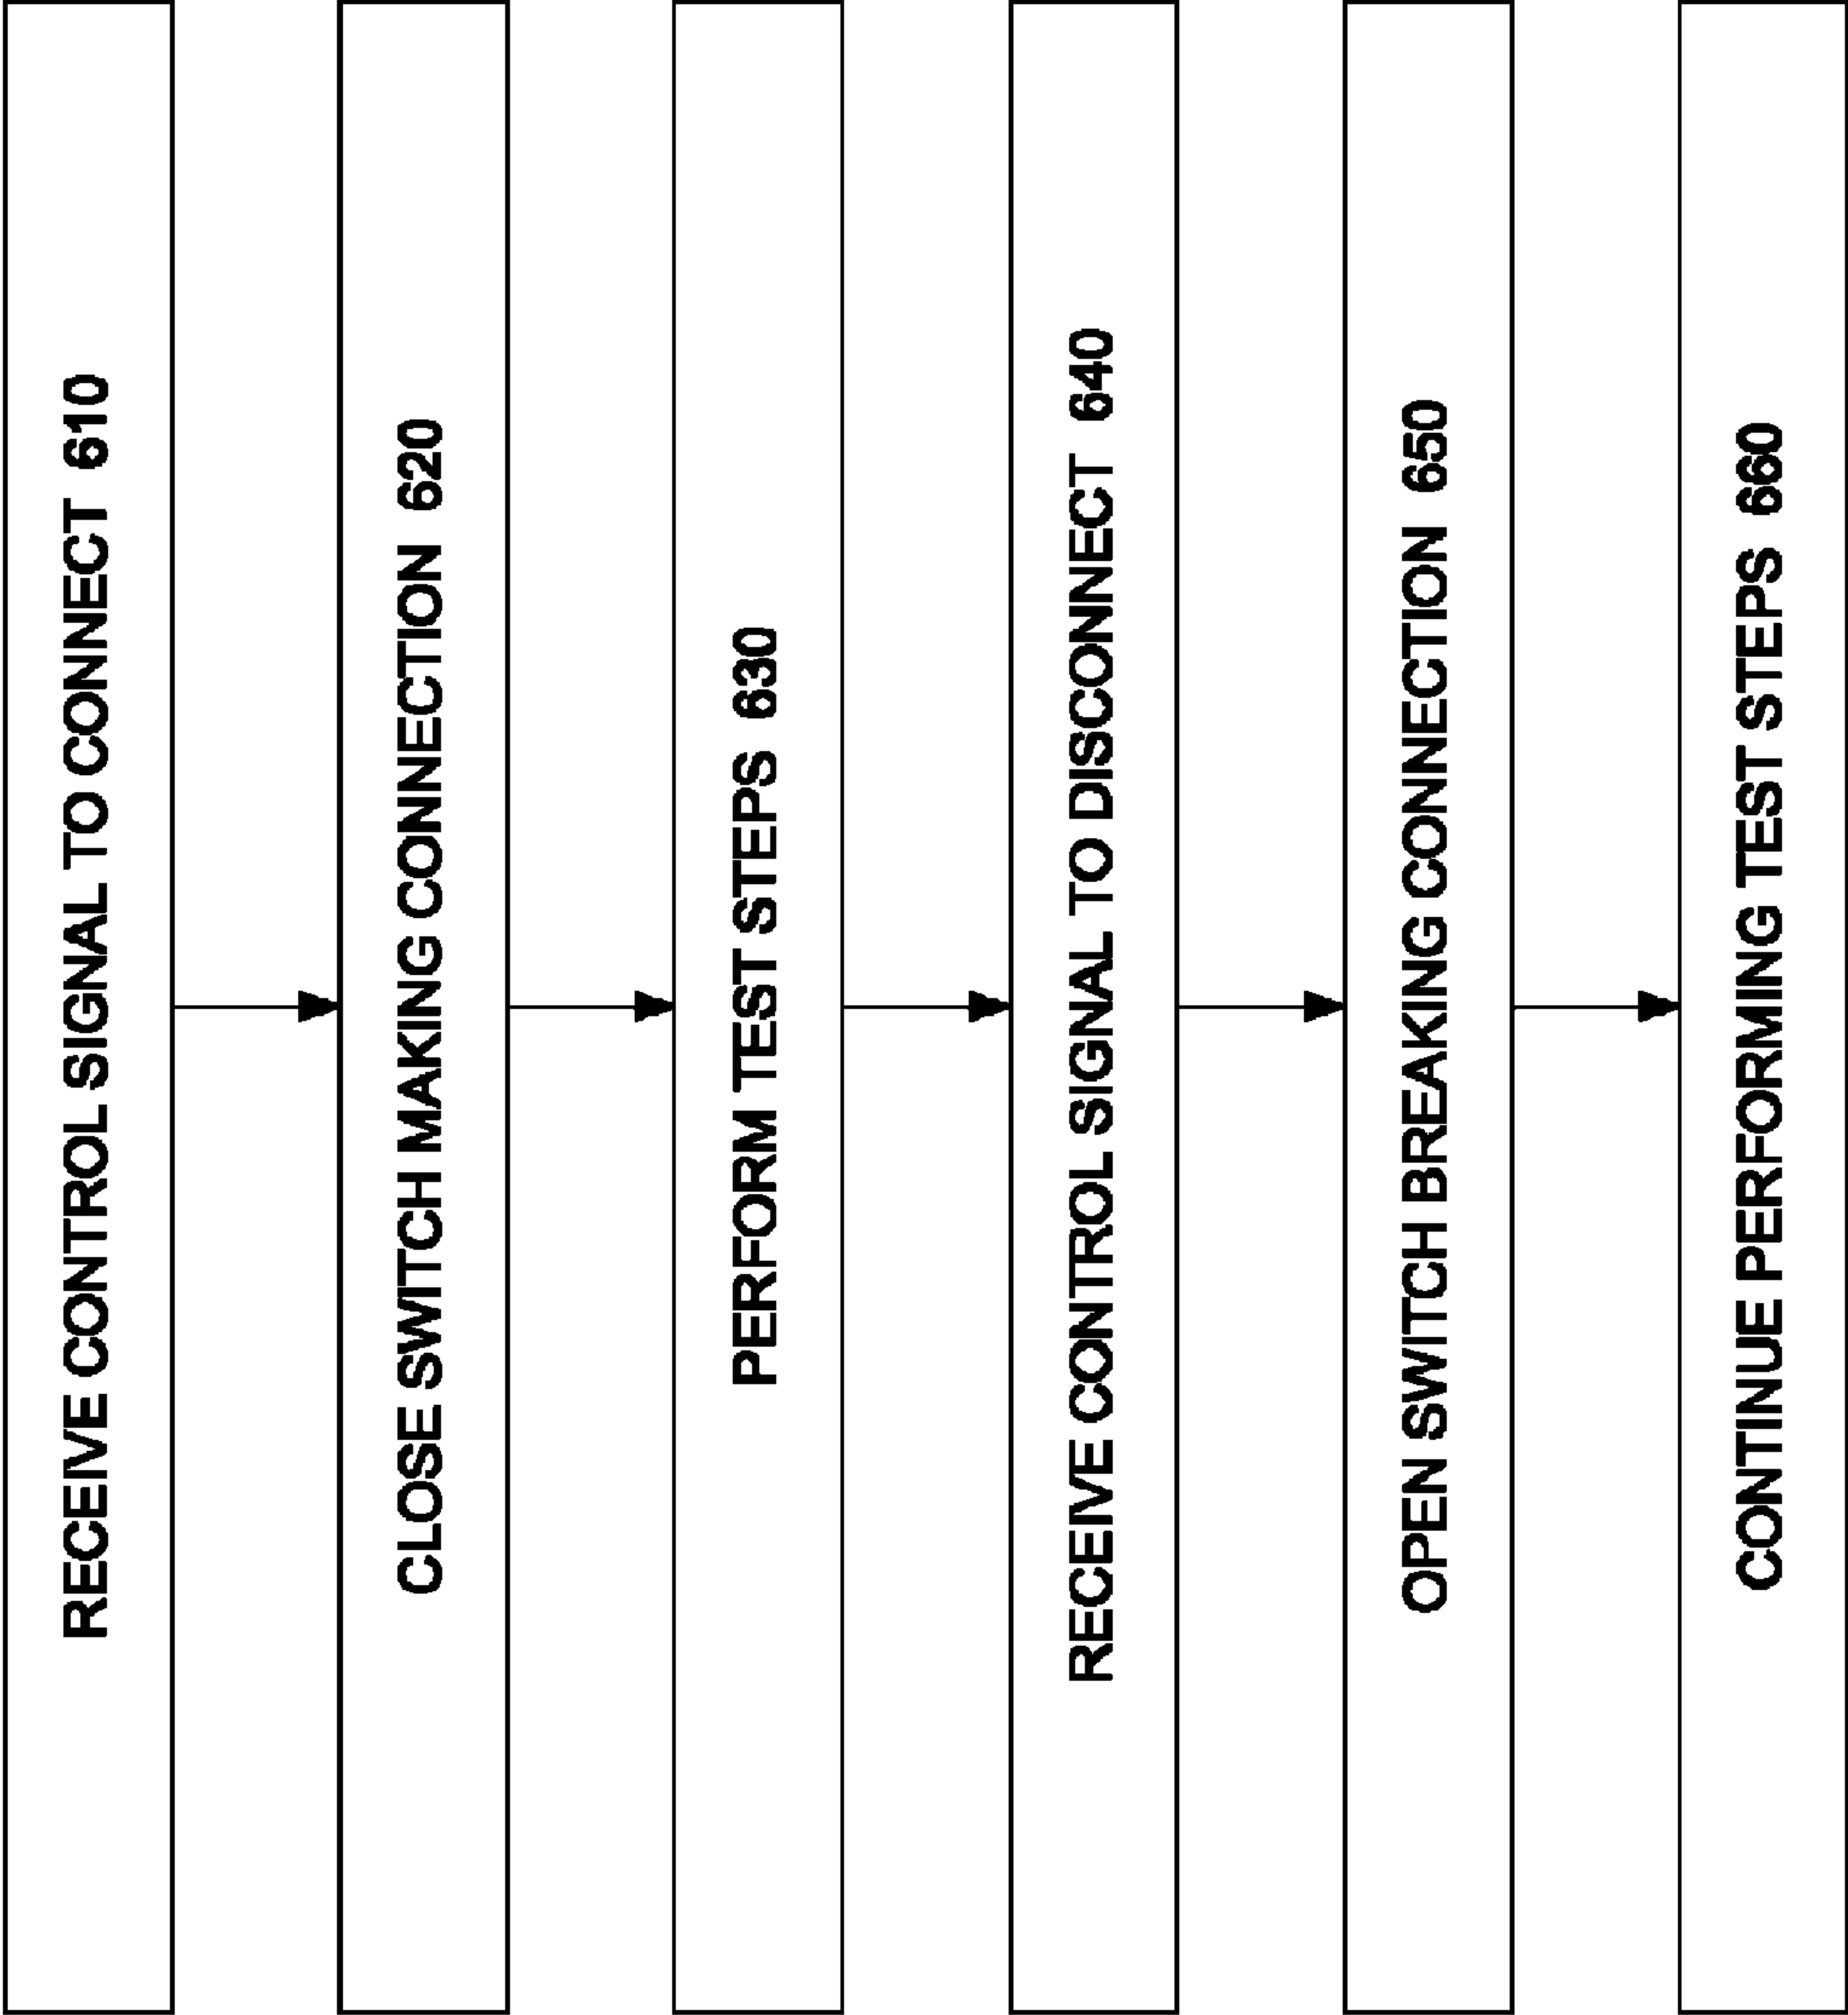 RECEIVE CONTROL SIGNAL TO CONNECT 610
CLOSE SWITCH MAKING CONNECTION 620
PERFORM TEST STEPS 630
RECEIVE CONTROL SIGNAL TO DISCONNECT 640
OPEN SWITCH BREAKING CONNECTION 650
CONTINUE PERFORMING TEST STEPS 660